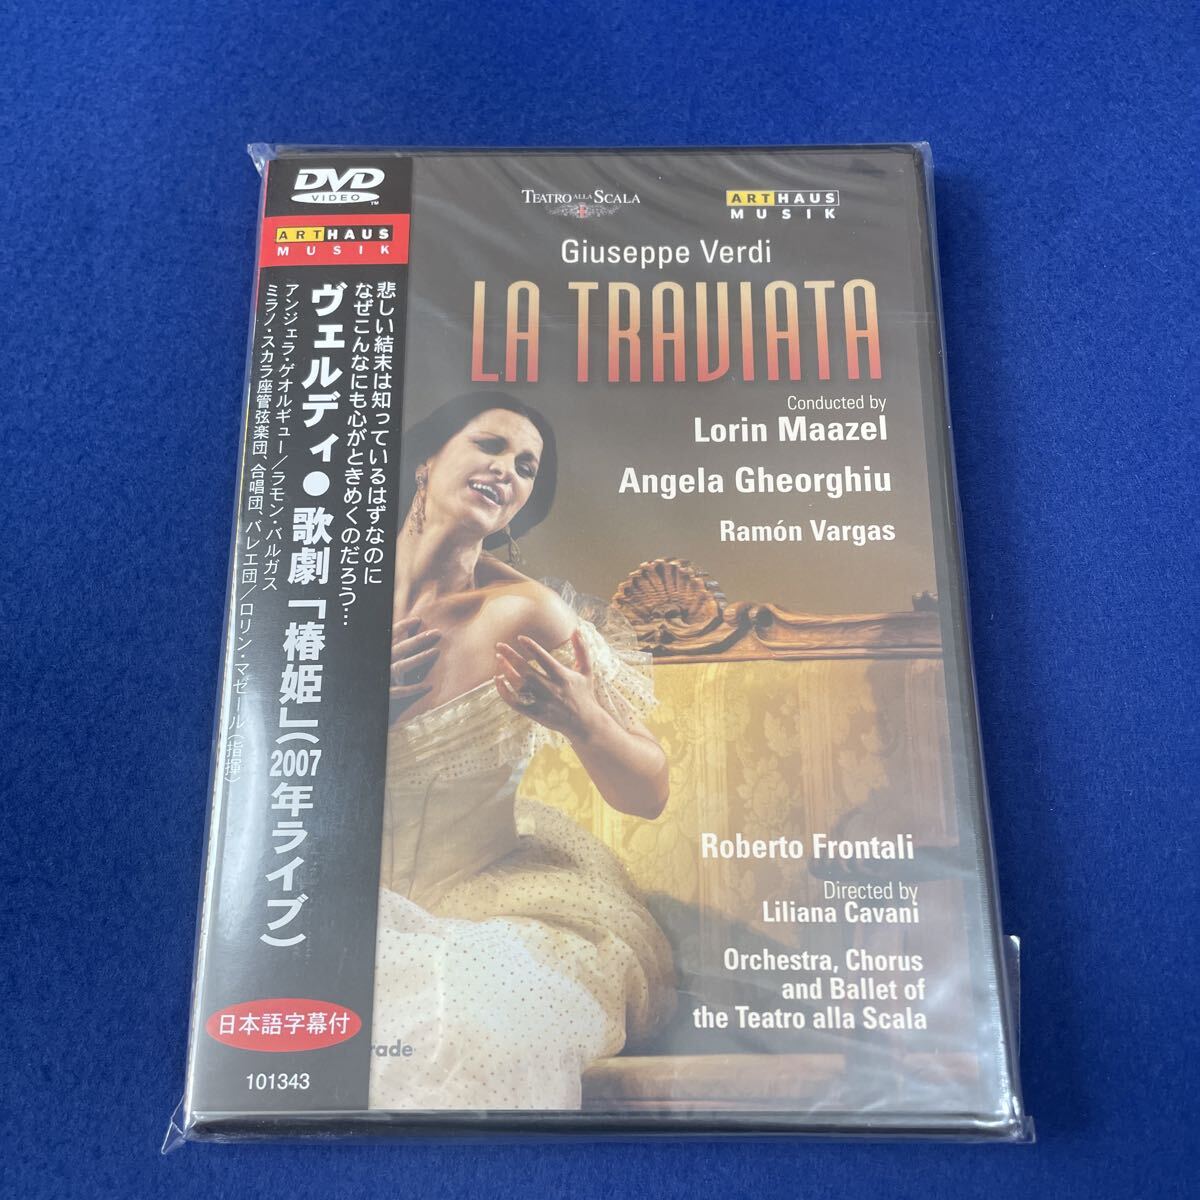 DVD
VIDEO
TM
ARTHAUS
MUSIK
悲しい結末は知っているはずなのに
なぜこんなにも心がときめくのだろう…
ヴェルディ●歌劇「椿姫」(2007年ライブ)
アンジェラ・ゲオルギュー/ラモン・バルガス
ミラノ・スカラ座管弦楽団、合唱団、バレエ団/ロリン・マゼール(指揮)
日本語字幕付
101343
TEATRO ALLA SCALA
ARTHAUS
MUSIK
Giuseppe Verdi
LA TRAVIATA
Conducted by
Lorin Maazel
Angela Gheorghiu
Ramón Vargas
Roberto Frontali
Directed by
Liliana Cavani
Orchestra, Chorus
and Ballet of
the Teatro alla Scala
rade